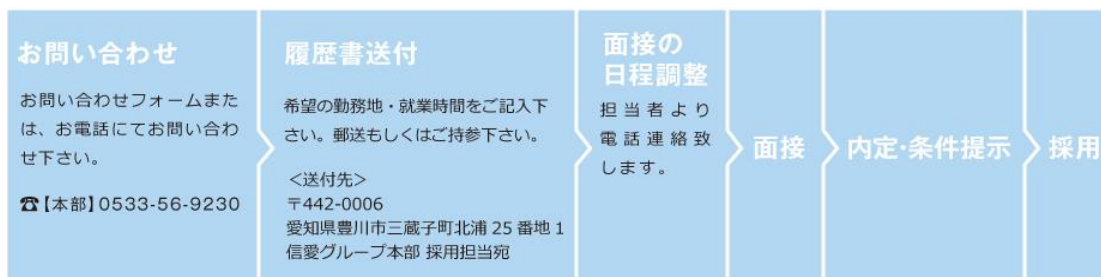 お問い合わせ
お問い合わせフォームまた
は、お電話にてお問い合わ
せ下さい。
☎【本部】0533-56-9230
履歴書送付
希望の勤務地・就業時間をご記入下
さい。郵送もしくはご持参下さい。
＜送付先＞
〒442-0006
愛知県豊川市三蔵子町北浦 25 番地 1
信愛グループ本部 採用担当宛
面接の
日程調整
担当者より
電話連絡致
します。
面接
内定･条件提示
採用